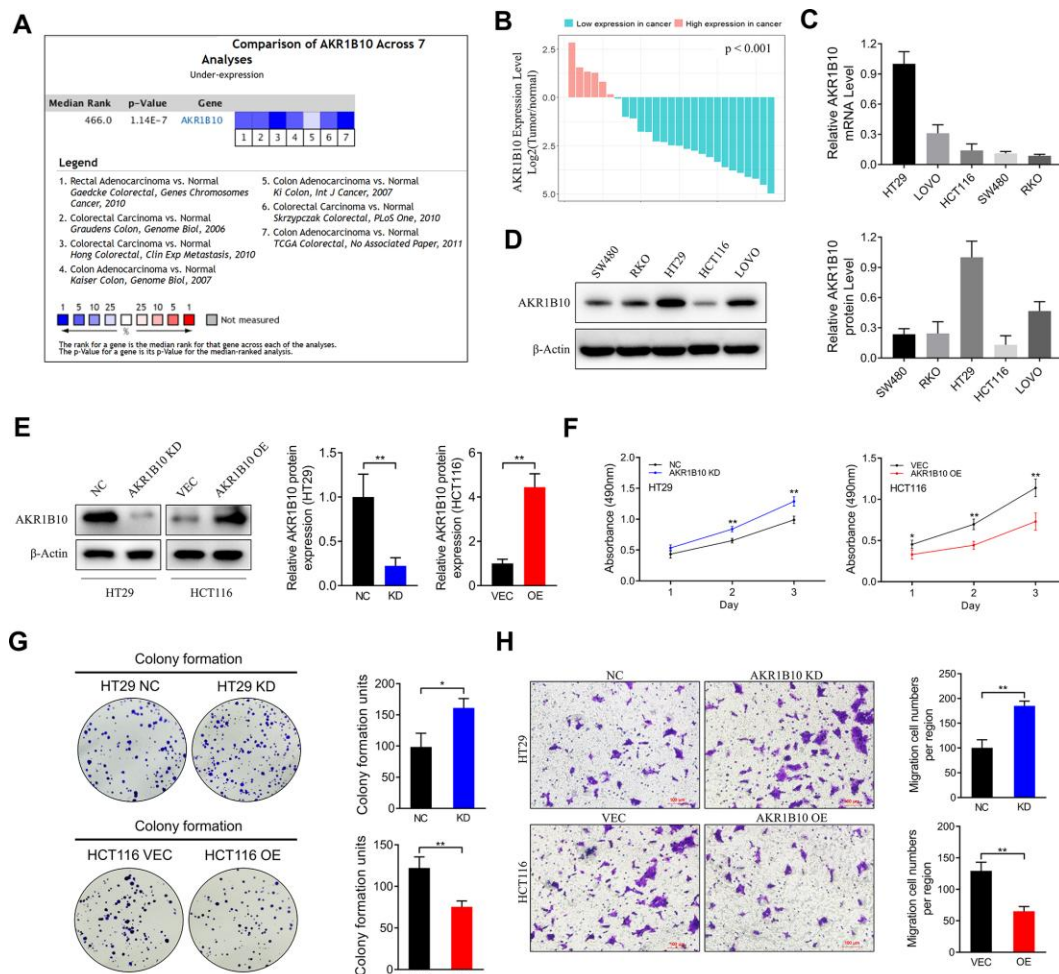 A
Comparison of AKR1B10 Across 7
Analyses
Under-expression
Median Rank p-Value Gene
466.0 1.14E-7 AKR1B10
1 2 3 4 5 6 7
Legend
1. Rectal Adenocarcinoma vs. Normal
Gaedcke Colorectal, Genes Chromosomes
Cancer, 2010
2. Colorectal Carcinoma vs. Normal
Graudens Colon, Genome Biol, 2006
3. Colorectal Carcinoma vs. Normal
Hong Colorectal, Clin Exp Metastasis, 2010
4. Colon Adenocarcinoma vs. Normal
Kaiser Colon, Genome Biol, 2007
5. Colon Adenocarcinoma vs. Normal
Ki Colon, Int J Cancer, 2007
6. Colorectal Carcinoma vs. Normal
Skrzypczak Colorectal, PLoS One, 2010
7. Colon Adenocarcinoma vs. Normal
TCGA Colorectal, No Associated Paper, 2011
1 5 10 25 25 10 5 1
%
Not measured
The rank for a gene is the median rank for that gene across each of the analyses.
The p-Value for a gene is its p-Value for the median-ranked analysis.
B
Low expression in cancer High expression in cancer
p < 0.001
AKR1B10 Expression Level
Log2(Tumor/normal)
2.5
0.0
2.5
5.0
C
Relative AKR1B10
mRNA Level
1.2
0.9
0.6
0.3
0.0
HT29 LOVO HCT116 SW480 RKO
D
SW480 RKO HT29 HCT116 LOVO
AKR1B10
β-Actin
Relative AKR1B10
protein Level
1.2
0.9
0.6
0.3
0.0
SW480 RKO HT29 HCT116 LOVO
E
NC AKR1B10 KD VEC AKR1B10 OE
AKR1B10
β-Actin
HT29 HCT116
Relative AKR1B10 protein
expression (HT29)
1.5
1.0
0.5
0.0
**
NC KD
Relative AKR1B10 protein
expression (HCT116)
6
4
2
0
**
VEC OE
F
Absorbance (490nm)
1.5
1.0
0.5
0.0
NC
AKR1B10 KD
HT29
** **
1 2 3
Day
Absorbance (490nm)
1.5
1.0
0.5
0.0
VEC
AKR1B10 OE
HCT116
* ** **
1 2 3
Day
G
Colony formation
HT29 NC HT29 KD
Colony formation units
200
150
100
50
0
*
NC KD
Colony formation
HCT116 VEC HCT116 OE
Colony formation units
150
100
50
0
**
VEC OE
H
NC AKR1B10 KD
HT29
100 μm 100 μm
VEC AKR1B10 OE
HCT116
100 μm 100 μm
Migration cell numbers
per region
250
200
150
100
50
0
**
NC KD
Migration cell numbers
per region
150
100
50
0
**
VEC OE